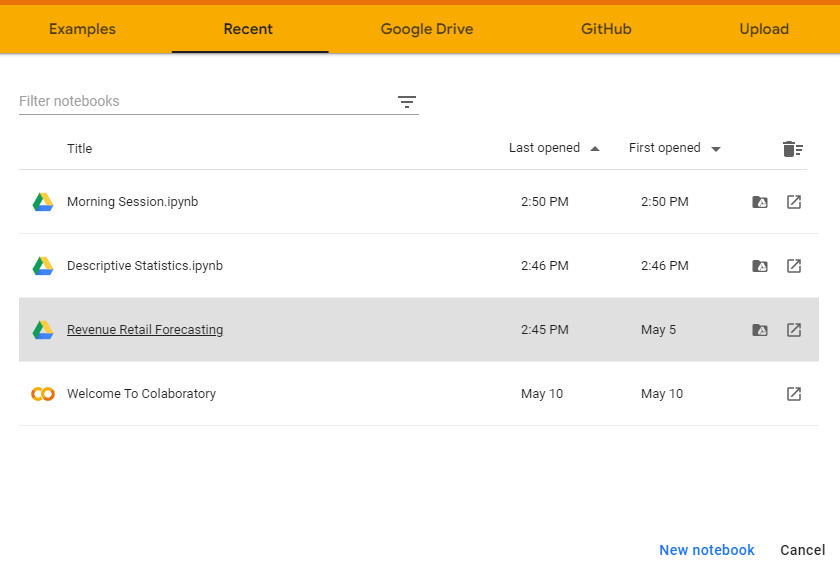 Examples Recent Google Drive GitHub Upload
Filter notebooks
Title Last opened First opened
Morning Session.ipynb 2:50 PM 2:50 PM
Descriptive Statistics.ipynb 2:46 PM 2:46 PM
Revenue Retail Forecasting 2:45 PM May 5
Welcome To Colaboratory May 10 May 10
New notebook Cancel